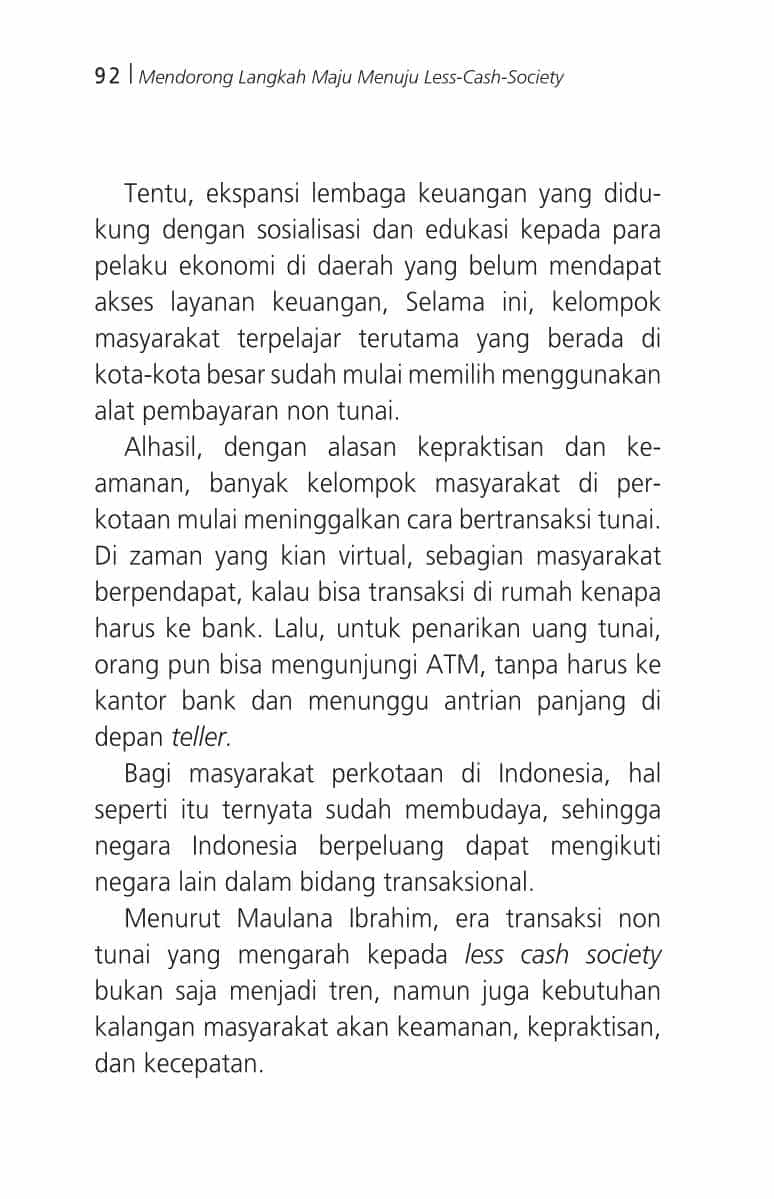 92 | Mendorong Langkah Maju Menuju Less-Cash-Society
Tentu, ekspansi lembaga keuangan yang didu-
kung dengan sosialisasi dan edukasi kepada para
pelaku ekonomi di daerah yang belum mendapat
akses layanan keuangan, Selama ini, kelompok
masyarakat terpelajar terutama yang berada di
kota-kota besar sudah mulai memilih menggunakan
alat pembayaran non tunai.
Alhasil, dengan alasan kepraktisan dan ke-
amanan, banyak kelompok masyarakat di per-
kotaan mulai meninggalkan cara bertransaksi tunai.
Di zaman yang kian virtual, sebagian masyarakat
berpendapat, kalau bisa transaksi di rumah kenapa
harus ke bank. Lalu, untuk penarikan uang tunai,
orang pun bisa mengunjungi ATM, tanpa harus ke
kantor bank dan menunggu antrian panjang di
depan teller.
Bagi masyarakat perkotaan di Indonesia, hal
seperti itu ternyata sudah membudaya, sehingga
negara Indonesia berpeluang dapat mengikuti
negara lain dalam bidang transaksional.
Menurut Maulana Ibrahim, era transaksi non
tunai yang mengarah kepada less cash society
bukan saja menjadi tren, namun juga kebutuhan
kalangan masyarakat akan keamanan, kepraktisan,
dan kecepatan.